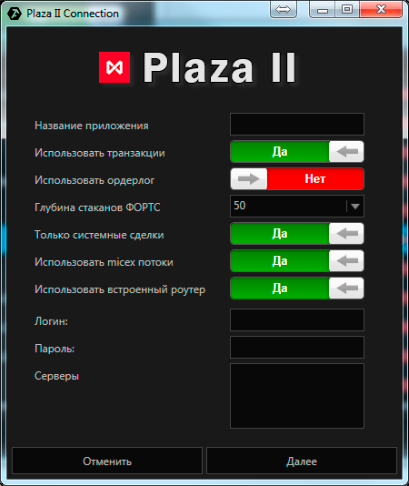 Plaza II Connection
Plaza II
Название приложения
Использовать транзакции Да
Использовать ордерлог Нет
Глубина стаканов ФОРТС 50
Только системные сделки Да
Использовать micex потоки Да
Использовать встроенный роутер Да
Логин:
Пароль:
Серверы
Отменить Далее